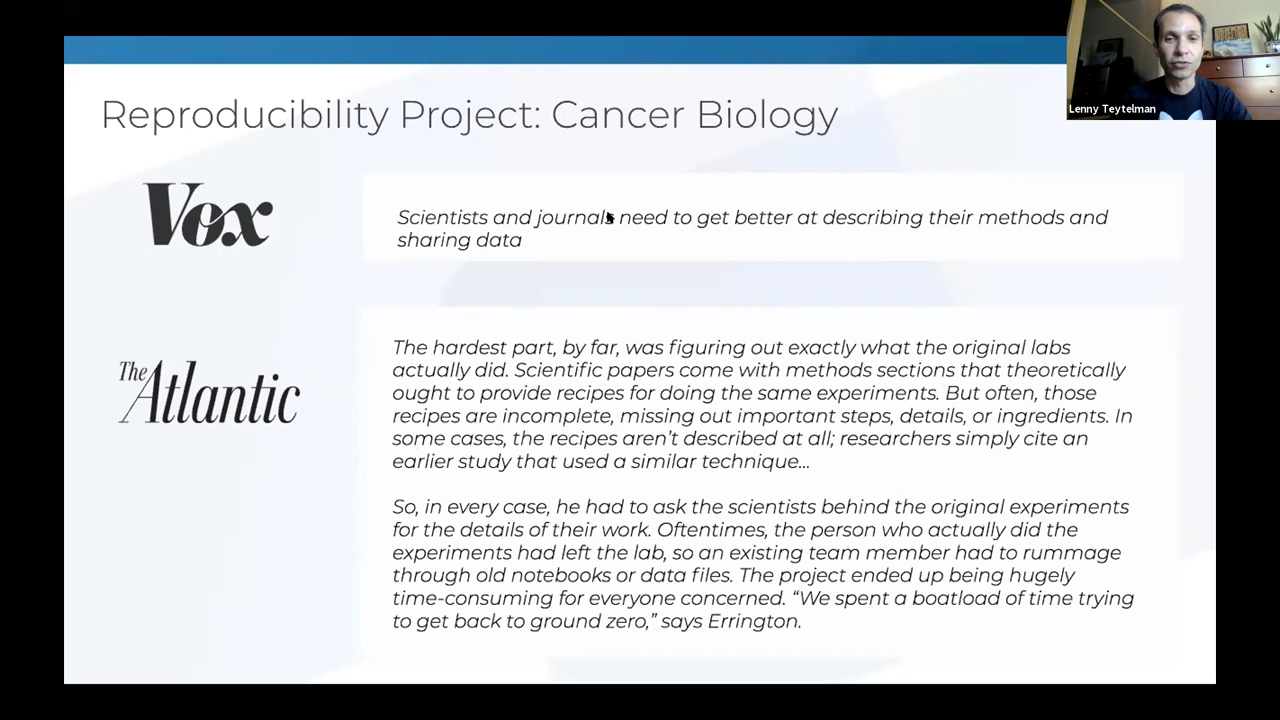 Lenny Teytelman
Reproducibility Project: Cancer Biology
Vox
Scientists and journals need to get better at describing their methods and
sharing data
The Atlantic
The hardest part, by far, was figuring out exactly what the original labs
actually did. Scientific papers come with methods sections that theoretically
ought to provide recipes for doing the same experiments. But often, those
recipes are incomplete, missing out important steps, details, or ingredients. In
some cases, the recipes aren’t described at all; researchers simply cite an
earlier study that used a similar technique...
So, in every case, he had to ask the scientists behind the original experiments
for the details of their work. Oftentimes, the person who actually did the
experiments had left the lab, so an existing team member had to rummage
through old notebooks or data files. The project ended up being hugely
time-consuming for everyone concerned. “We spent a boatload of time trying
to get back to ground zero,” says Errington.